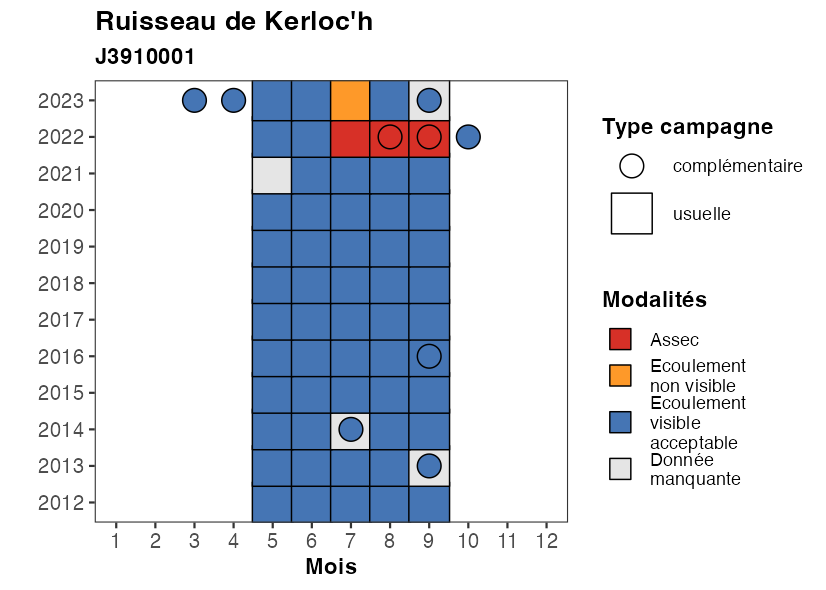 Ruisseau de Kerloc'h
J3910001
2023
2022
2021
2020
2019
2018
2017
2016
2015
2014
2013
2012
1 2 3 4 5 6 7 8 9 10 11 12
Mois
Type campagne
complémentaire
usuelle
Modalités
Assec
Ecoulement
non visible
Ecoulement
visible
acceptable
Donnée
manquante